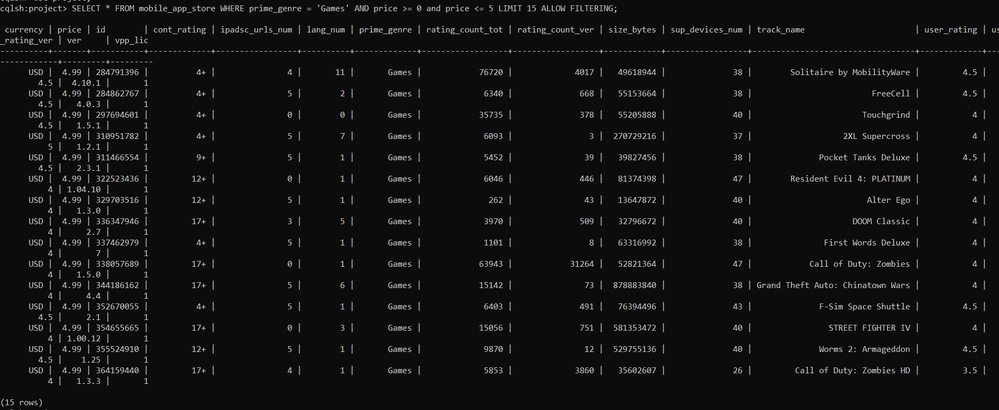 cqlsh:project> SELECT * FROM mobile_app_store WHERE prime_genre = 'Games' AND price >= 0 and price <= 5 LIMIT 15 ALLOW FILTERING;
currency | price | id | cont_rating | ipadsc_urls_num | lang_num | prime_genre | rating_count_tot | rating_count_ver | size_bytes | sup_devices_num | track_name | user_rating | us
_rating_ver | ver | vpp_lic
----------+-------+-----------+-------------+-----------------+----------+-------------+------------------+------------------+------------+-----------------+----------------------------------+-------------+---
------------+---------+---------
USD | 4.99 | 284791396 | 4+ | 4 | 11 | Games | 76720 | 4017 | 49618944 | 38 | Solitaire by MobilityWare | 4.5 |
4.5 | 4.10.1 | 1
USD | 4.99 | 284862767 | 4+ | 5 | 2 | Games | 6340 | 668 | 55153664 | 38 | FreeCell | 4.5 |
4.5 | 4.0.3 | 1
USD | 4.99 | 297694601 | 4+ | 0 | 0 | Games | 35735 | 378 | 55205888 | 40 | Touchgrind | 4 |
4.5 | 1.5.1 | 1
USD | 4.99 | 310951782 | 4+ | 5 | 7 | Games | 6093 | 3 | 270729216 | 37 | 2XL Supercross | 4 |
5 | 1.2.1 | 1
USD | 4.99 | 311466554 | 9+ | 5 | 1 | Games | 5452 | 39 | 39827456 | 38 | Pocket Tanks Deluxe | 4.5 |
4.5 | 2.3.1 | 1
USD | 4.99 | 322523436 | 12+ | 0 | 1 | Games | 6046 | 446 | 81374398 | 47 | Resident Evil 4: PLATINUM | 4 |
4 | 1.04.10 | 1
USD | 4.99 | 329703516 | 12+ | 5 | 1 | Games | 262 | 43 | 13647872 | 40 | Alter Ego | 4 |
4 | 1.3.0 | 1
USD | 4.99 | 336347946 | 17+ | 3 | 5 | Games | 3970 | 509 | 32796672 | 40 | DOOM Classic | 4 |
4 | 2.7 | 1
USD | 4.99 | 337462979 | 4+ | 5 | 1 | Games | 1101 | 8 | 63316992 | 38 | First Words Deluxe | 4 |
4 | 7 | 1
USD | 4.99 | 338057689 | 17+ | 0 | 1 | Games | 63943 | 31264 | 52821364 | 47 | Call of Duty: Zombies | 4 |
4 | 1.5.0 | 1
USD | 4.99 | 344186162 | 17+ | 5 | 6 | Games | 15142 | 73 | 878883840 | 38 | Grand Theft Auto: Chinatown Wars | 4 |
4 | 4.4 | 1
USD | 4.99 | 352670055 | 4+ | 5 | 1 | Games | 6403 | 491 | 76394496 | 43 | F-Sim Space Shuttle | 4.5 |
4.5 | 2.1 | 1
USD | 4.99 | 354655665 | 17+ | 0 | 3 | Games | 15056 | 751 | 581353472 | 40 | STREET FIGHTER IV | 4 |
4 | 1.00.12 | 1
USD | 4.99 | 355524910 | 12+ | 5 | 1 | Games | 9870 | 12 | 529755136 | 40 | Worms 2: Armageddon | 4.5 |
4.5 | 1.25 | 1
USD | 4.99 | 364159440 | 17+ | 4 | 1 | Games | 5853 | 3860 | 35602607 | 26 | Call of Duty: Zombies HD | 3.5 |
4 | 1.3.3 | 1
(15 rows)